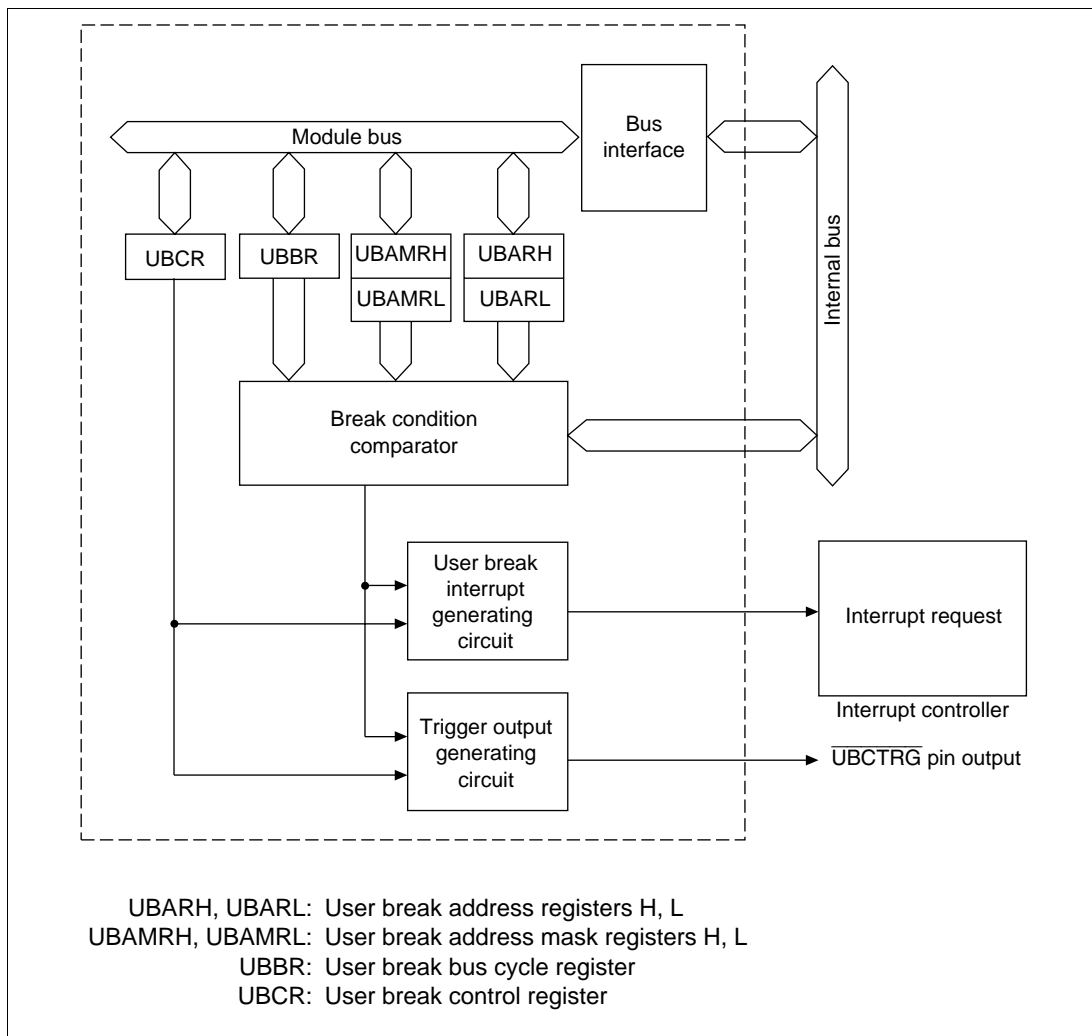 Module bus
Bus
interface
Internal bus
UBCR
UBBR
UBAMRH
UBAMRL
UBARH
UBARL
Break condition
comparator
User break
interrupt
generating
circuit
Interrupt request
Interrupt controller
Trigger output
generating
circuit
UBCTRG pin output
UBARH, UBARL: User break address registers H, L
UBAMRH, UBAMRL: User break address mask registers H, L
UBBR: User break bus cycle register
UBCR: User break control register